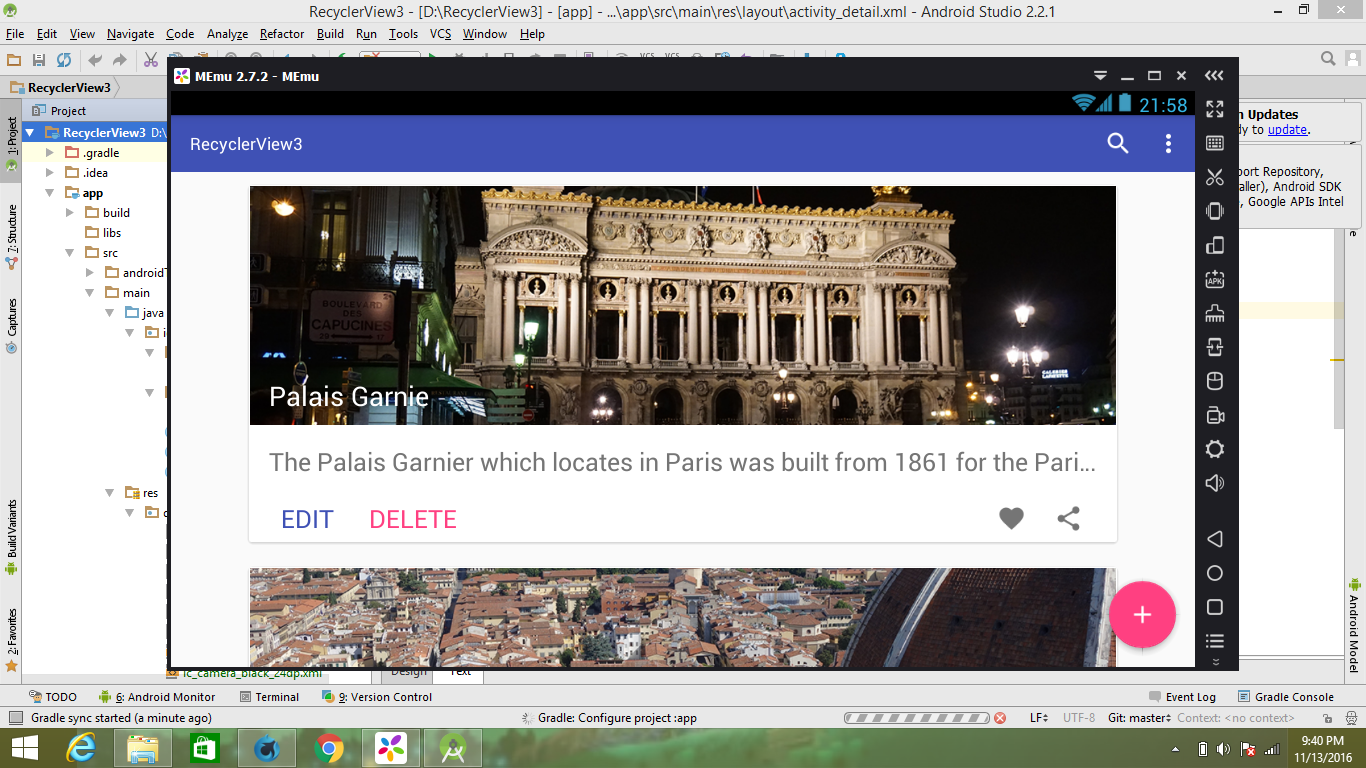 RecyclerView3 - [D:\RecyclerView3] - [app] - ...\app\src\main\res\layout\activity_detail.xml - Android Studio 2.2.1
File Edit View Navigate Code Analyze Refactor Build Run Tools VCS Window Help
RecyclerView3
MEmu 2.7.2 - MEmu
21:58
RecyclerView3
Project
RecyclerView3 D:\
.gradle
.idea
app
build
libs
src
android
main
java
res
1: Project
7: Structure
Captures
Build Variants
2: Favorites
BOULEVARD
DES
CAPUCINES
Palais Garnie
The Palais Garnier which locates in Paris was built from 1861 for the Pari...
EDIT DELETE
APK
Updates
dy to update.
port Repository,
aller), Android SDK
, Google APIs Intel
Android Model
ic_camera_black_24dp.xml
Design Text
TODO 6: Android Monitor Terminal 9: Version Control Event Log Gradle Console
Gradle sync started (a minute ago) Gradle: Configure project :app LF UTF-8 Git: master Context: <no context>
9:40 PM
11/13/2016